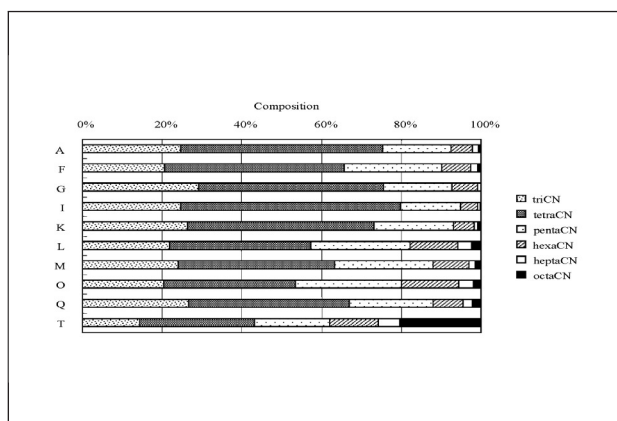 Composition
0% 20% 40% 60% 80% 100%
A
F
G
I
K
L
M
O
Q
T
triCN
tetraCN
pentaCN
hexaCN
heptaCN
octaCN